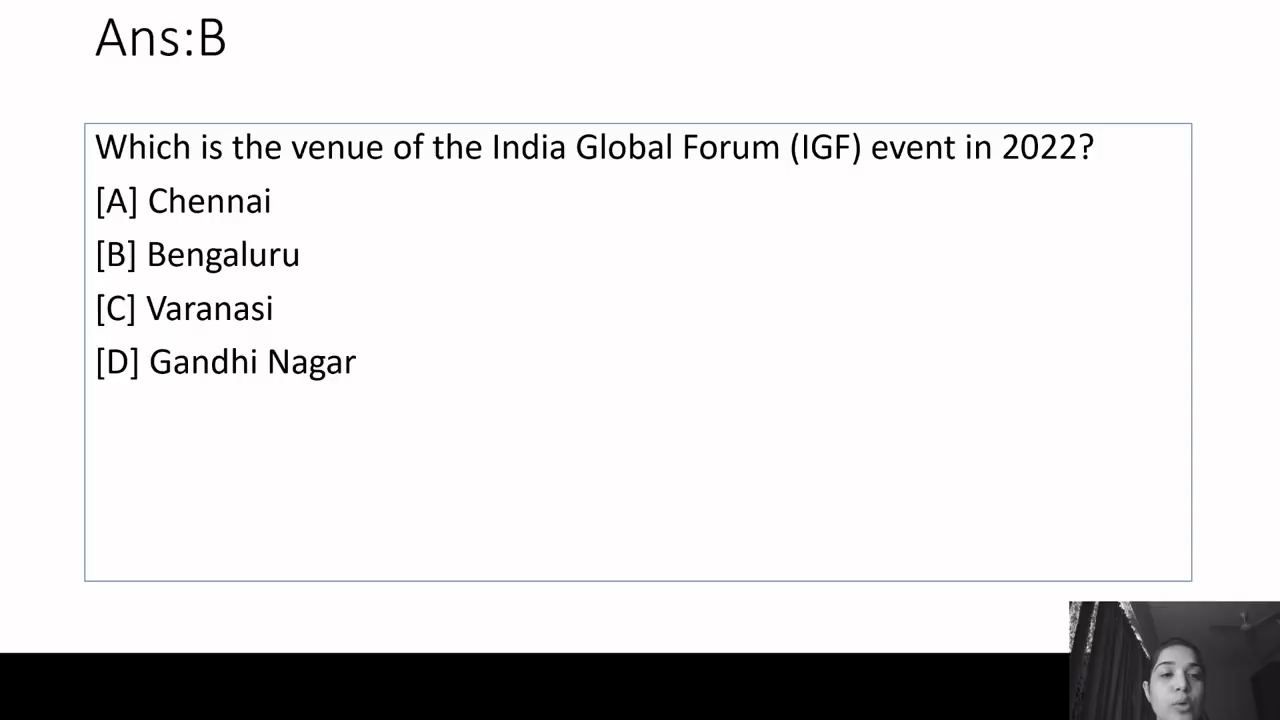 Ans:B
Which is the venue of the India Global Forum (IGF) event in 2022?
[A] Chennai
[B] Bengaluru
[C] Varanasi
[D] Gandhi Nagar